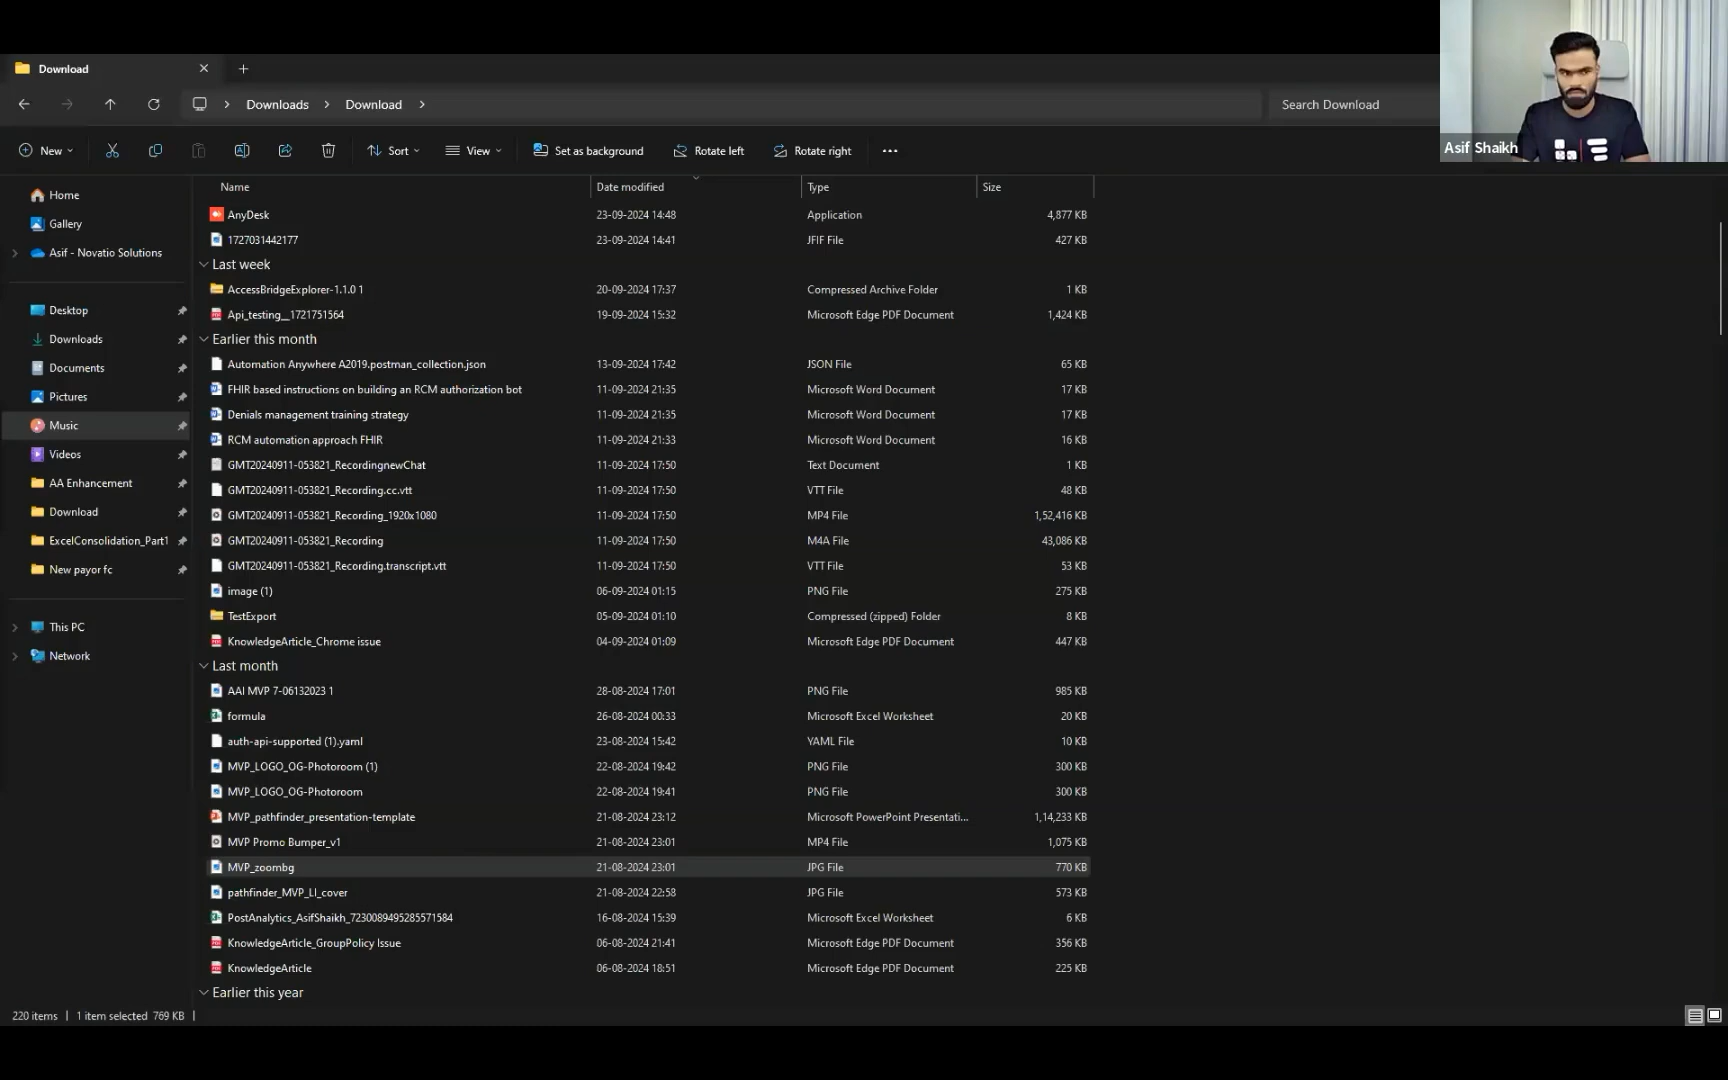 Download
Downloads > Download >
Search Download
New
Sort
View
Set as background
Rotate left
Rotate right
Asif Shaikh
Home
Gallery
Asif - Novatio Solutions
Desktop
Downloads
Documents
Pictures
Music
Videos
AA Enhancement
Download
ExcelConsolidation_Part1
New payor fc
This PC
Network
Name Date modified Type Size
AnyDesk 23-09-2024 14:48 Application 4,877 KB
1727031442177 23-09-2024 14:41 JFIF File 427 KB
Last week
AccessBridgeExplorer-1.1.0 1 20-09-2024 17:37 Compressed Archive Folder 1 KB
Api_testing__1721751564 19-09-2024 15:32 Microsoft Edge PDF Document 1,424 KB
Earlier this month
Automation Anywhere A2019.postman_collection.json 13-09-2024 17:42 JSON File 65 KB
FHIR based instructions on building an RCM authorization bot 11-09-2024 21:35 Microsoft Word Document 17 KB
Denials management training strategy 11-09-2024 21:35 Microsoft Word Document 17 KB
RCM automation approach FHIR 11-09-2024 21:33 Microsoft Word Document 16 KB
GMT20240911-053821_RecordingnewChat 11-09-2024 17:50 Text Document 1 KB
GMT20240911-053821_Recording.cc.vtt 11-09-2024 17:50 VTT File 48 KB
GMT20240911-053821_Recording_1920x1080 11-09-2024 17:50 MP4 File 1,52,416 KB
GMT20240911-053821_Recording 11-09-2024 17:50 M4A File 43,086 KB
GMT20240911-053821_Recording.transcript.vtt 11-09-2024 17:50 VTT File 53 KB
image (1) 06-09-2024 01:15 PNG File 275 KB
TestExport 05-09-2024 01:10 Compressed (zipped) Folder 8 KB
KnowledgeArticle_Chrome issue 04-09-2024 01:09 Microsoft Edge PDF Document 447 KB
Last month
AAI MVP 7-06132023 1 28-08-2024 17:01 PNG File 985 KB
formula 26-08-2024 00:33 Microsoft Excel Worksheet 20 KB
auth-api-supported (1).yaml 23-08-2024 15:42 YAML File 10 KB
MVP_LOGO_OG-Photoroom (1) 22-08-2024 19:42 PNG File 300 KB
MVP_LOGO_OG-Photoroom 22-08-2024 19:41 PNG File 300 KB
MVP_pathfinder_presentation-template 21-08-2024 23:12 Microsoft PowerPoint Presentati... 1,14,233 KB
MVP Promo Bumper_v1 21-08-2024 23:01 MP4 File 1,075 KB
MVP_zoombg 21-08-2024 23:01 JPG File 770 KB
pathfinder_MVP_LI_cover 21-08-2024 22:58 JPG File 573 KB
PostAnalytics_AsifShaikh_7230089495285571584 16-08-2024 15:39 Microsoft Excel Worksheet 6 KB
KnowledgeArticle_GroupPolicy Issue 06-08-2024 21:41 Microsoft Edge PDF Document 356 KB
KnowledgeArticle 06-08-2024 18:51 Microsoft Edge PDF Document 225 KB
Earlier this year
220 items | 1 item selected 769 KB |